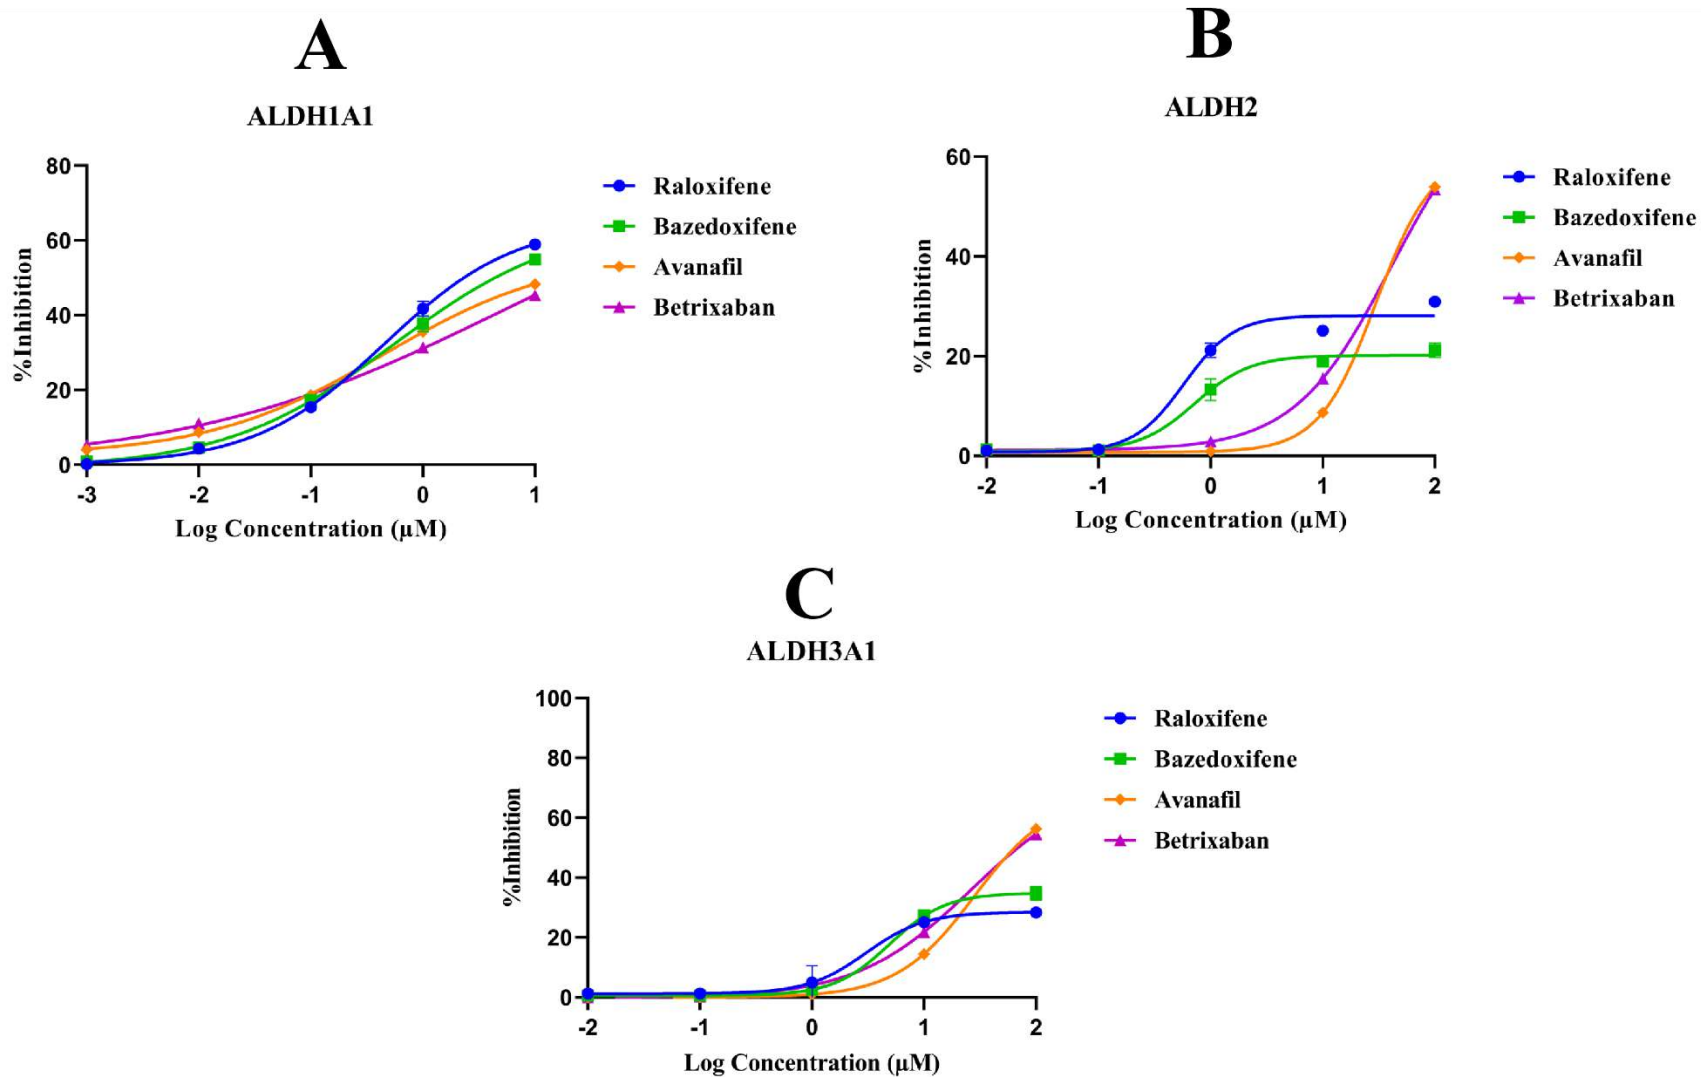 A
ALDH1A1
%Inhibition
80
60
40
20
0
-3 -2 -1 0 1
Log Concentration (µM)
Raloxifene
Bazedoxifene
Avanafil
Betrixaban
B
ALDH2
%Inhibition
60
40
20
0
-2 -1 0 1 2
Log Concentration (µM)
Raloxifene
Bazedoxifene
Avanafil
Betrixaban
C
ALDH3A1
%Inhibition
100
80
60
40
20
0
-2 -1 0 1 2
Log Concentration (µM)
Raloxifene
Bazedoxifene
Avanafil
Betrixaban